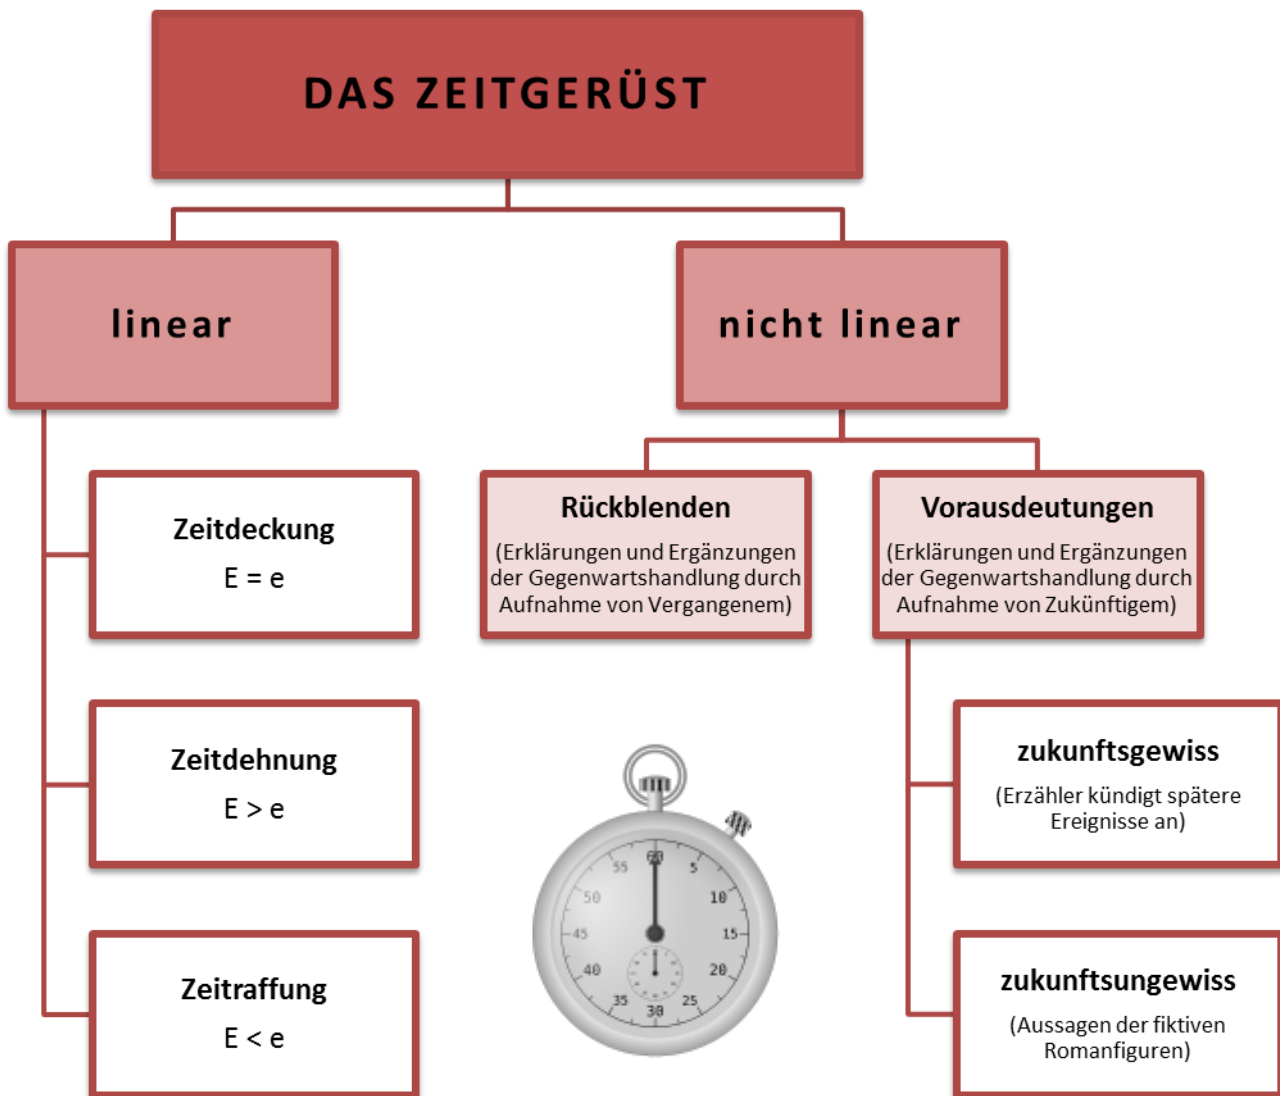 DAS ZEITGERÜST
linear
nicht linear
Zeitdeckung
E = e
Zeitdehnung
E > e
Zeitraffung
E < e
Rückblenden
(Erklärungen und Ergänzungen
der Gegenwartshandlung durch
Aufnahme von Vergangenem)
Vorausdeutungen
(Erklärungen und Ergänzungen
der Gegenwartshandlung durch
Aufnahme von Zukünftigem)
zukunftsgewiss
(Erzähler kündigt spätere
Ereignisse an)
zukunftsungewiss
(Aussagen der fiktiven
Romanfiguren)
60
5
10
15
20
25
30
35
40
45
50
55